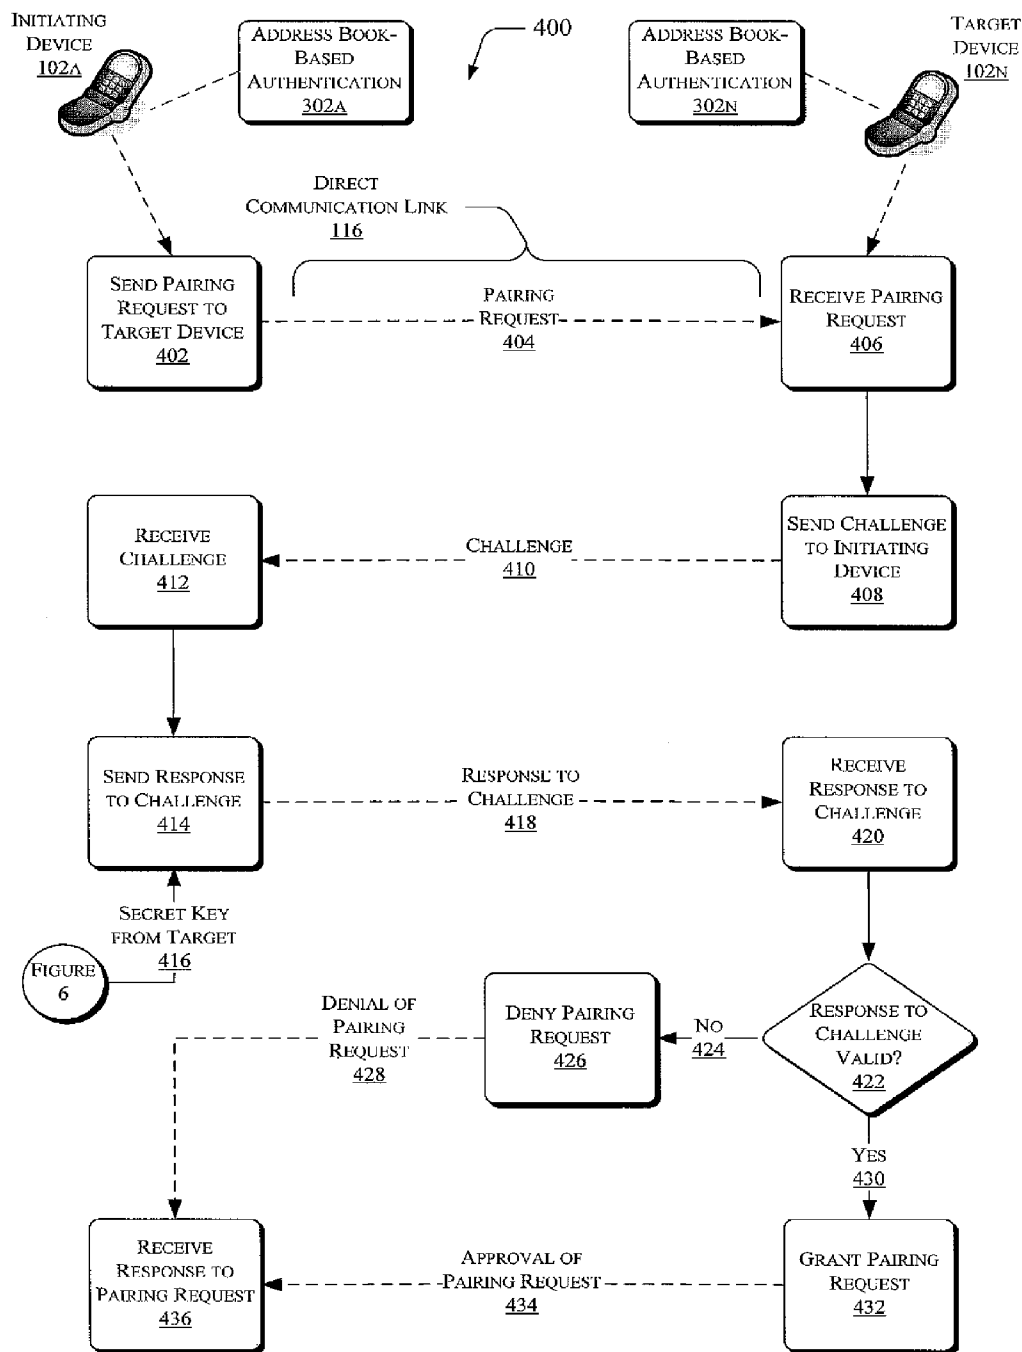 INITIATING
DEVICE
102A
ADDRESS BOOK-
BASED
AUTHENTICATION
302A
400
ADDRESS BOOK-
BASED
AUTHENTICATION
302N
TARGET
DEVICE
102N
DIRECT
COMMUNICATION LINK
116
SEND PAIRING
REQUEST TO
TARGET DEVICE
402
PAIRING
REQUEST
404
RECEIVE PAIRING
REQUEST
406
RECEIVE
CHALLENGE
412
CHALLENGE
410
SEND CHALLENGE
TO INITIATING
DEVICE
408
SEND RESPONSE
TO CHALLENGE
414
RESPONSE TO
CHALLENGE
418
RECEIVE
RESPONSE TO
CHALLENGE
420
SECRET KEY
FROM TARGET
416
FIGURE
6
DENIAL OF
PAIRING
REQUEST
428
DENY PAIRING
REQUEST
426
NO
424
RESPONSE TO
CHALLENGE
VALID?
422
YES
430
RECEIVE
RESPONSE TO
PAIRING REQUEST
436
APPROVAL OF
PAIRING REQUEST
434
GRANT PAIRING
REQUEST
432